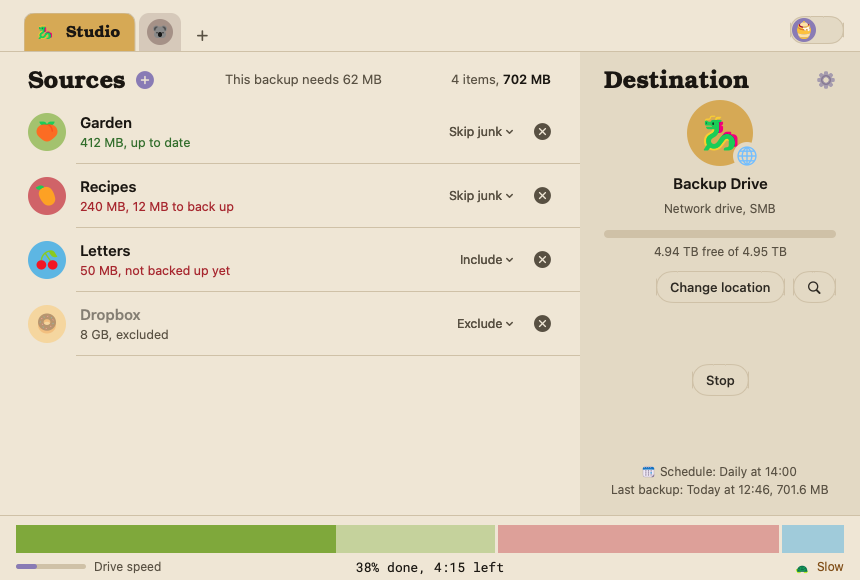 Studio
+
Sources
This backup needs 62 MB
4 items, 702 MB
Garden
412 MB, up to date
Skip junk
Recipes
240 MB, 12 MB to back up
Skip junk
Letters
50 MB, not backed up yet
Include
Dropbox
8 GB, excluded
Exclude
Destination
Backup Drive
Network drive, SMB
4.94 TB free of 4.95 TB
Change location
Stop
Schedule: Daily at 14:00
Last backup: Today at 12:46, 701.6 MB
Drive speed
38% done, 4:15 left
Slow